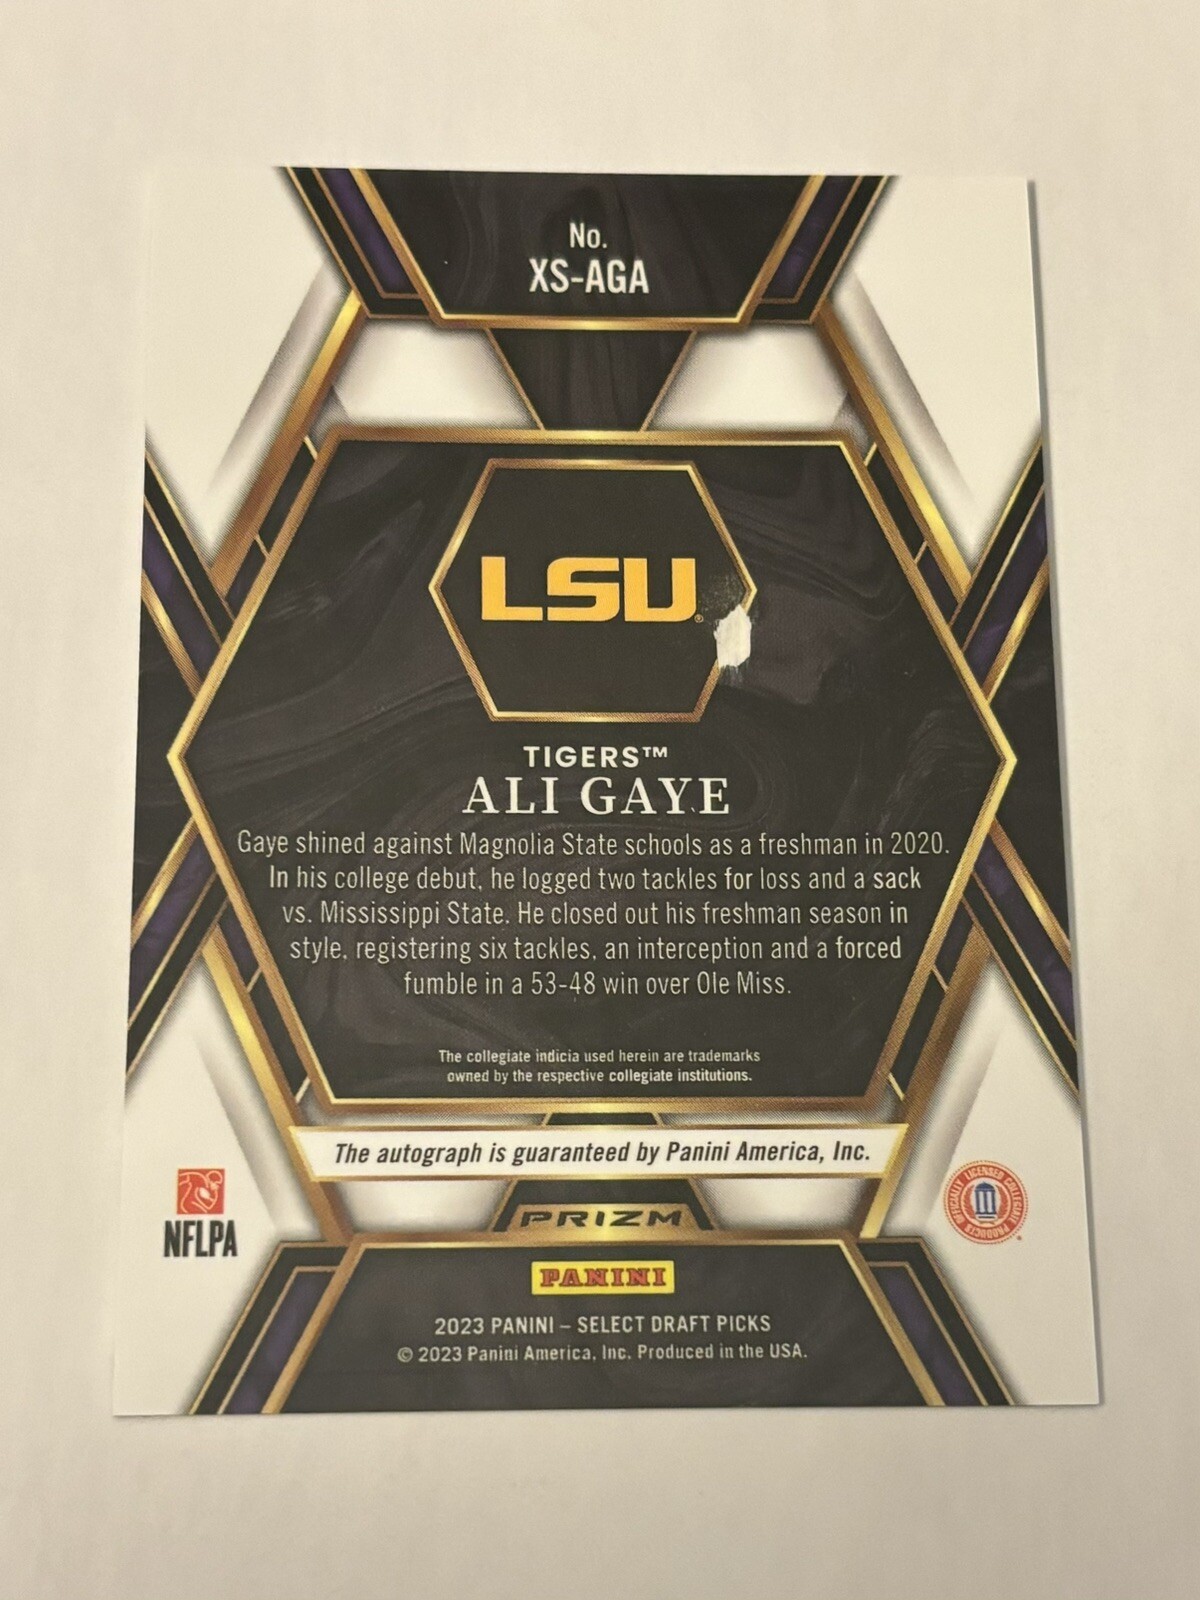 No.
XS-AGA
LSU®
TIGERS™
ALI GAYE
Gaye shined against Magnolia State schools as a freshman in 2020.
In his college debut, he logged two tackles for loss and a sack
vs. Mississippi State. He closed out his freshman season in
style, registering six tackles, an interception and a forced
fumble in a 53-48 win over Ole Miss.
The collegiate indicia used herein are trademarks
owned by the respective collegiate institutions.
The autograph is guaranteed by Panini America, Inc.
NFLPA
OFFICIALLY LICENSED COLLEGIATE PRODUCTS
PRIZM
PANINI
2023 PANINI – SELECT DRAFT PICKS
© 2023 Panini America, Inc. Produced in the USA.